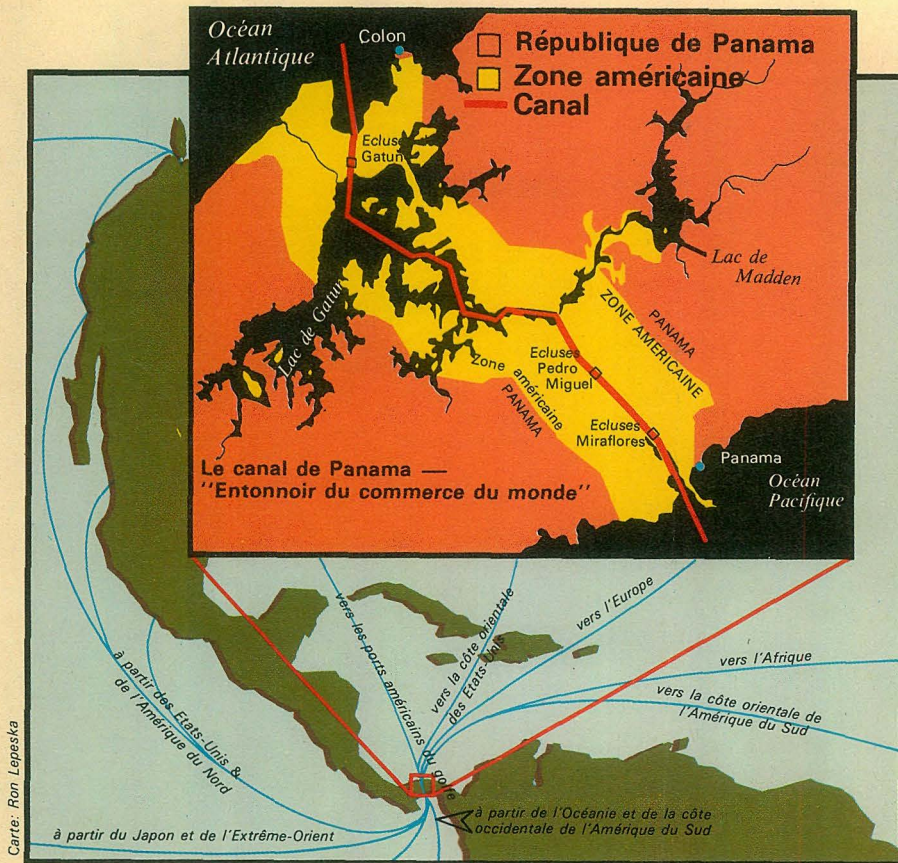 Océan
Atlantique
Colon
République de Panama
Zone américaine
Canal
Ecluses
Gatun
Lac de
Madden
Lac de Gatun
ZONE AMERICAINE
PANAMA
Ecluses
Pedro
Miguel
Zone américaine
PANAMA
Ecluses
Miraflores
Panama
Océan
Pacifique
Le canal de Panama —
"Entonnoir du commerce du monde"
vers les ports américains du golfe
vers la côte orientale
des Etats-Unis
vers l'Europe
vers l'Afrique
vers la côte orientale de
l'Amérique du Sud
à partir des Etats-Unis &
de l'Amérique du Nord
à partir de l'Océanie et de la côte
occidentale de l'Amérique du Sud
à partir du Japon et de l'Extrême-Orient
Carte: Ron Lepeska